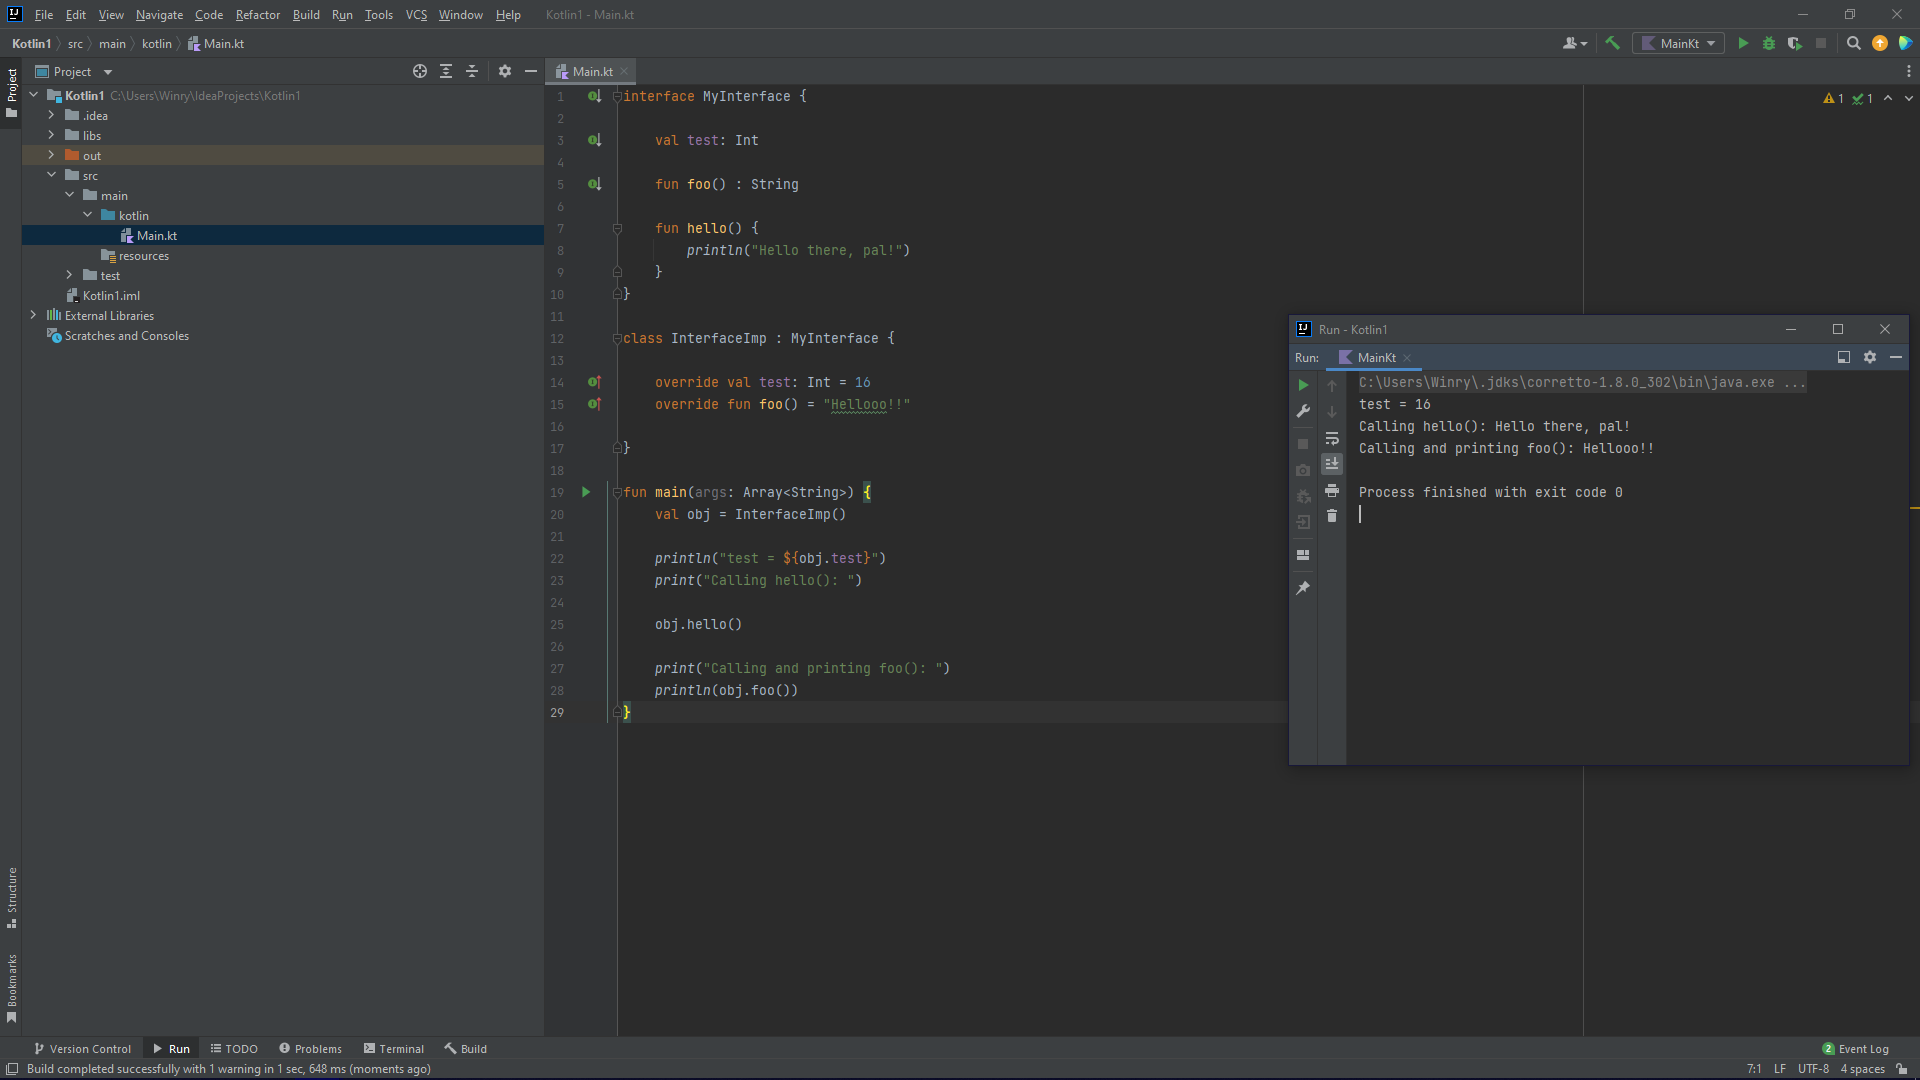 File Edit View Navigate Code Refactor Build Run Tools VCS Window Help Kotlin1 - Main.kt
Kotlin1 src main kotlin Main.kt
MainKt
Project
Project
Main.kt
Kotlin1 C:\Users\Winry\IdeaProjects\Kotlin1
.idea
libs
out
src
main
kotlin
Main.kt
resources
test
Kotlin1.iml
External Libraries
Scratches and Consoles
Structure
Bookmarks
1 interface MyInterface {
2
3 val test: Int
4
5 fun foo() : String
6
7 fun hello() {
8 println("Hello there, pal!")
9 }
10 }
11
12 class InterfaceImp : MyInterface {
13
14 override val test: Int = 16
15 override fun foo() = "Hellooo!!"
16
17 }
18
19 fun main(args: Array<String>) {
20 val obj = InterfaceImp()
21
22 println("test = ${obj.test}")
23 print("Calling hello(): ")
24
25 obj.hello()
26
27 print("Calling and printing foo(): ")
28 println(obj.foo())
29 }
1 1
Run - Kotlin1
Run: MainKt
C:\Users\Winry\.jdks\corretto-1.8.0_302\bin\java.exe ...
test = 16
Calling hello(): Hello there, pal!
Calling and printing foo(): Hellooo!!
Process finished with exit code 0
Version Control Run TODO Problems Terminal Build 2 Event Log
Build completed successfully with 1 warning in 1 sec, 648 ms (moments ago) 7:1 LF UTF-8 4 spaces